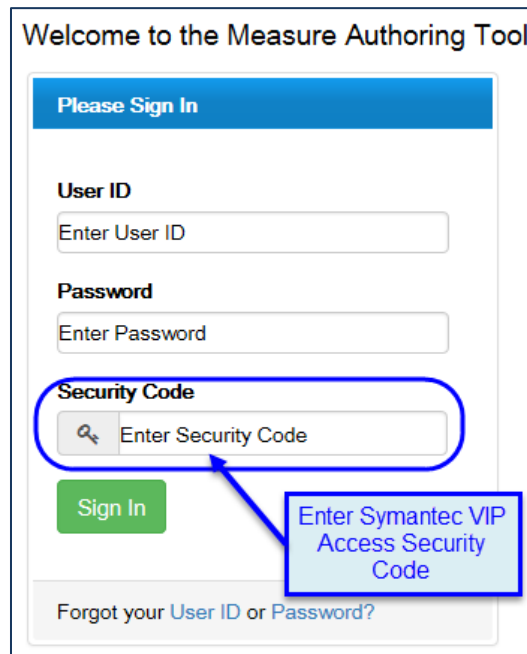 Welcome to the Measure Authoring Tool
Please Sign In
User ID
Enter User ID
Password
Enter Password
Security Code
Enter Security Code
Sign In
Enter Symantec VIP
Access Security
Code
Forgot your User ID or Password?